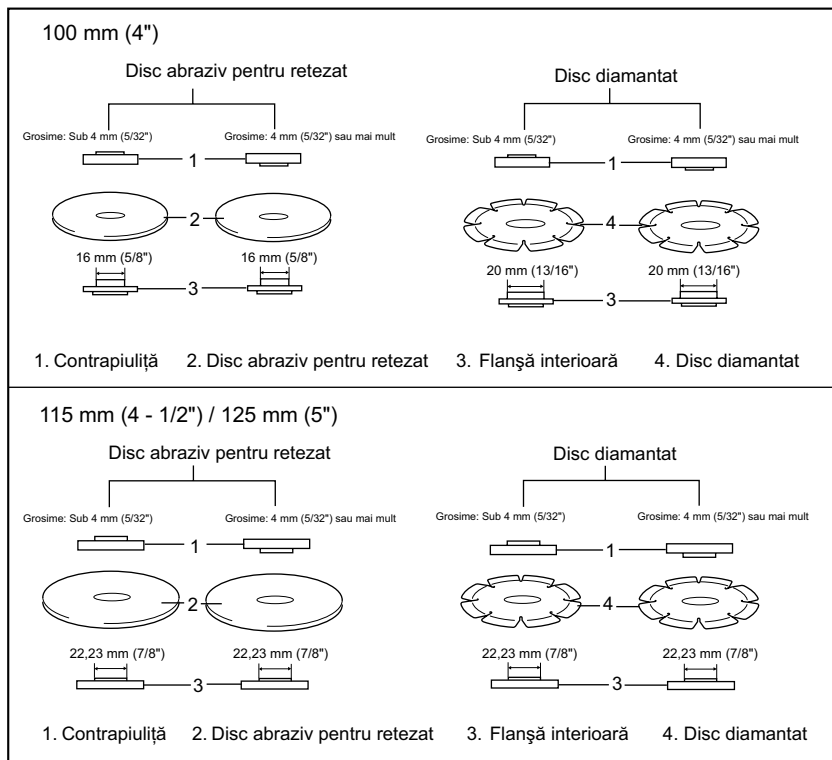 100 mm (4")
Disc abraziv pentru retezat
Disc diamantat
Grosime: Sub 4 mm (5/32")
Grosime: 4 mm (5/32") sau mai mult
Grosime: Sub 4 mm (5/32")
Grosime: 4 mm (5/32") sau mai mult
1
1
2
4
16 mm (5/8")
16 mm (5/8")
20 mm (13/16")
20 mm (13/16")
3
3
1. Contrapiuliță 2. Disc abraziv pentru retezat 3. Flanşă interioară 4. Disc diamantat
115 mm (4 - 1/2") / 125 mm (5")
Disc abraziv pentru retezat
Disc diamantat
Grosime: Sub 4 mm (5/32")
Grosime: 4 mm (5/32") sau mai mult
Grosime: Sub 4 mm (5/32")
Grosime: 4 mm (5/32") sau mai mult
1
1
2
4
22,23 mm (7/8")
22,23 mm (7/8")
22,23 mm (7/8")
22,23 mm (7/8")
3
3
1. Contrapiuliță 2. Disc abraziv pentru retezat 3. Flanşă interioară 4. Disc diamantat